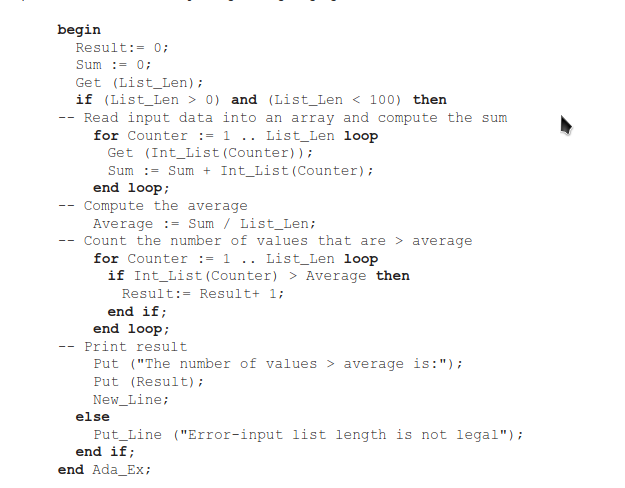 begin
Result:= 0;
Sum := 0;
Get (List_Len);
if (List_Len > 0) and (List_Len < 100) then
-- Read input data into an array and compute the sum
for Counter := 1 .. List_Len loop
Get (Int_List(Counter));
Sum := Sum + Int_List(Counter);
end loop;
-- Compute the average
Average := Sum / List_Len;
-- Count the number of values that are > average
for Counter := 1 .. List_Len loop
if Int_List(Counter) > Average then
Result:= Result+ 1;
end if;
end loop;
-- Print result
Put ("The number of values > average is:");
Put (Result);
New_Line;
else
Put_Line ("Error-input list length is not legal");
end if;
end Ada_Ex;